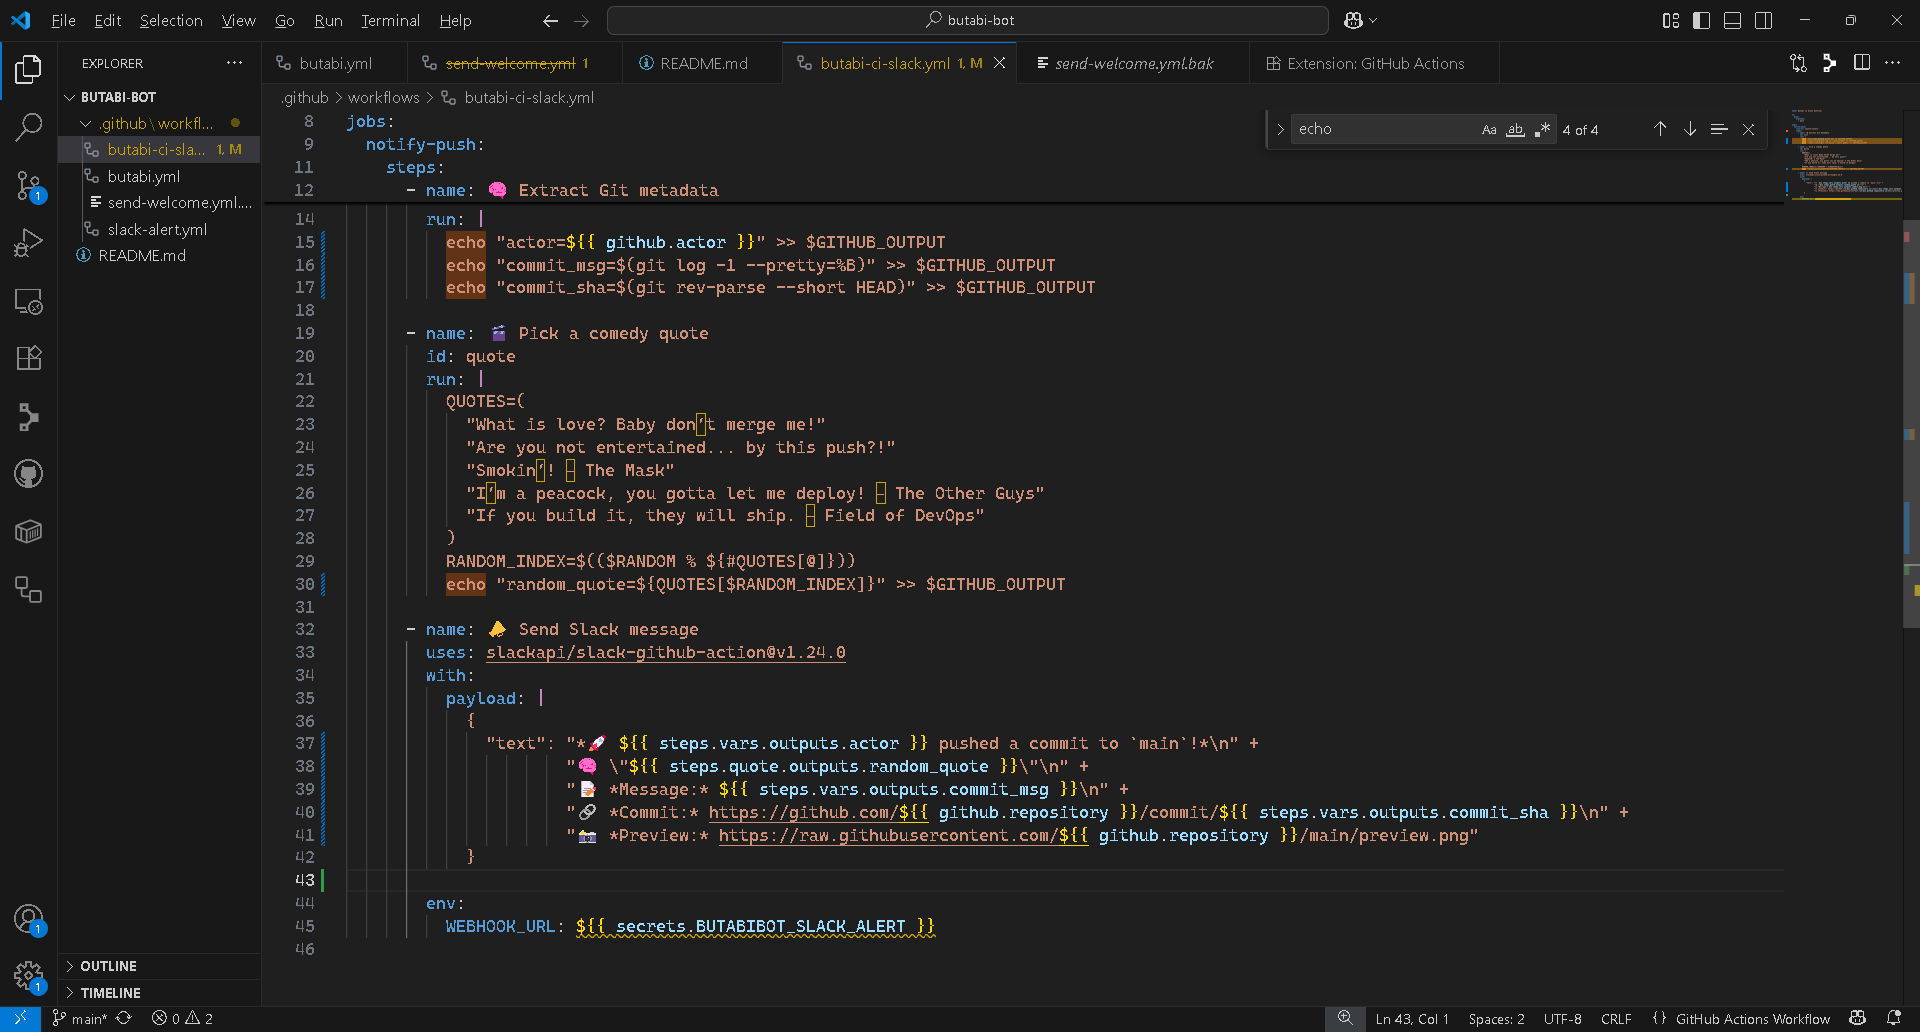 File Edit Selection View Go Run Terminal Help
butabi-bot
EXPLORER
BUTABI-BOT
.github\workfl...
butabi-ci-sla... 1, M
butabi.yml
send-welcome.yml....
slack-alert.yml
README.md
OUTLINE
TIMELINE
1
1
1
butabi.yml
send-welcome.yml 1
README.md
butabi-ci-slack.yml 1, M
send-welcome.yml.bak
Extension: GitHub Actions
.github > workflows > butabi-ci-slack.yml
echo Aa ab .* 4 of 4
8 jobs:
9 notify-push:
11 steps:
12 - name: 🧠 Extract Git metadata
14 run: |
15 echo "actor=${{ github.actor }}" >> $GITHUB_OUTPUT
16 echo "commit_msg=$(git log -1 --pretty=%B)" >> $GITHUB_OUTPUT
17 echo "commit_sha=$(git rev-parse --short HEAD)" >> $GITHUB_OUTPUT
18
19 - name: 🎬 Pick a comedy quote
20 id: quote
21 run: |
22 QUOTES=(
23 "What is love? Baby don’t merge me!"
24 "Are you not entertained... by this push?!"
25 "Smokin’! – The Mask"
26 "I’m a peacock, you gotta let me deploy! – The Other Guys"
27 "If you build it, they will ship. – Field of DevOps"
28 )
29 RANDOM_INDEX=$(($RANDOM % ${#QUOTES[@]}))
30 echo "random_quote=${QUOTES[$RANDOM_INDEX]}" >> $GITHUB_OUTPUT
31
32 - name: 📣 Send Slack message
33 uses: slackapi/slack-github-action@v1.24.0
34 with:
35 payload: |
36 {
37 "text": "*🚀 ${{ steps.vars.outputs.actor }} pushed a commit to `main`!*\n" +
38 "🧠 \"${{ steps.quote.outputs.random_quote }}\"\n" +
39 "📝 *Message:* ${{ steps.vars.outputs.commit_msg }}\n" +
40 "🔗 *Commit:* https://github.com/${{ github.repository }}/commit/${{ steps.vars.outputs.commit_sha }}\n" +
41 "📸 *Preview:* https://raw.githubusercontent.com/${{ github.repository }}/main/preview.png"
42 }
43
44 env:
45 WEBHOOK_URL: ${{ secrets.BUTABIBOT_SLACK_ALERT }}
46
main* 0 2
Ln 43, Col 1 Spaces: 2 UTF-8 CRLF {} GitHub Actions Workflow